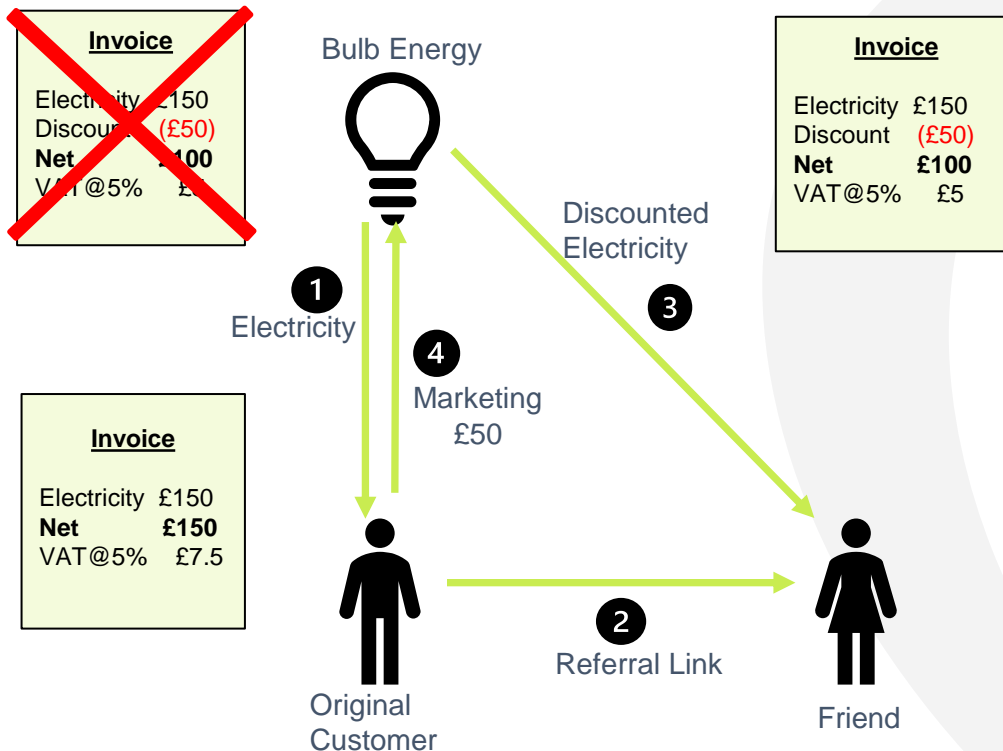 Invoice
Electricity £150
Discount (£50)
Net £100
VAT@5% £5
Bulb Energy
Invoice
Electricity £150
Discount (£50)
Net £100
VAT@5% £5
Discounted
Electricity
1
Electricity
3
4
Marketing
£50
Invoice
Electricity £150
Net £150
VAT@5% £7.5
2
Referral Link
Original
Customer
Friend